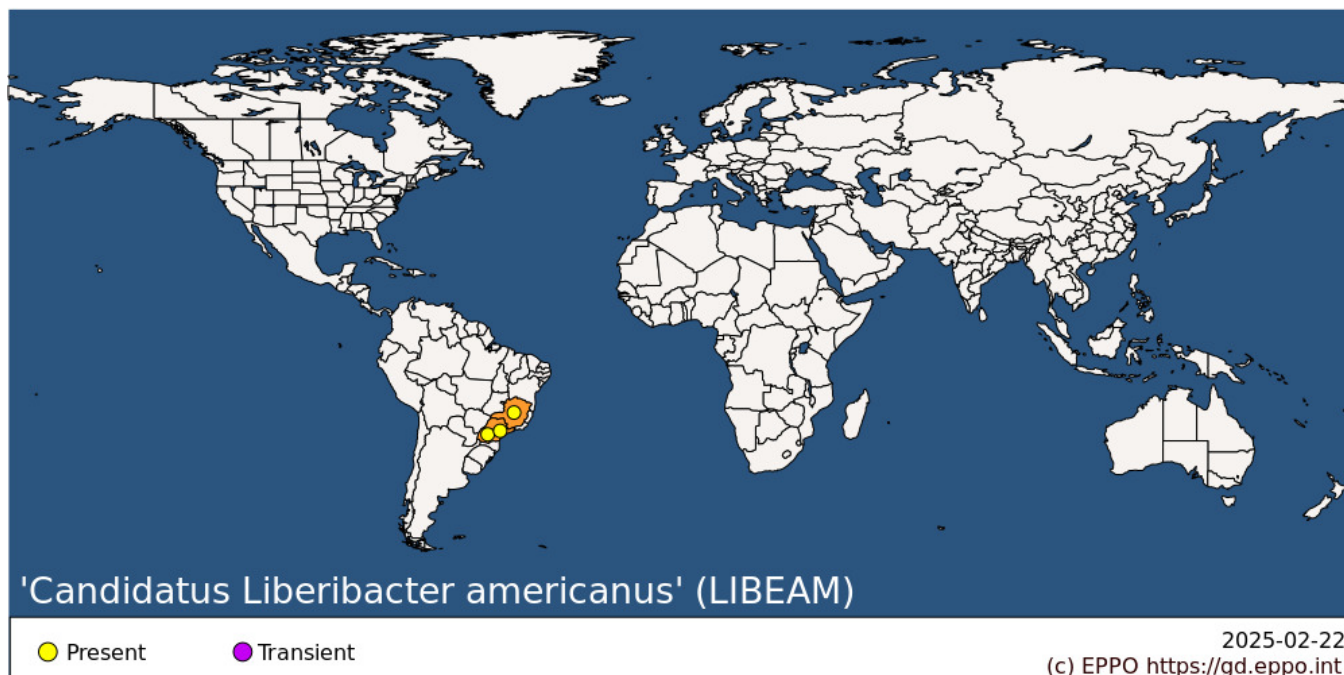 'Candidatus Liberibacter americanus' (LIBEAM)
Present
Transient
2025-02-22
(c) EPPO https://gd.eppo.int